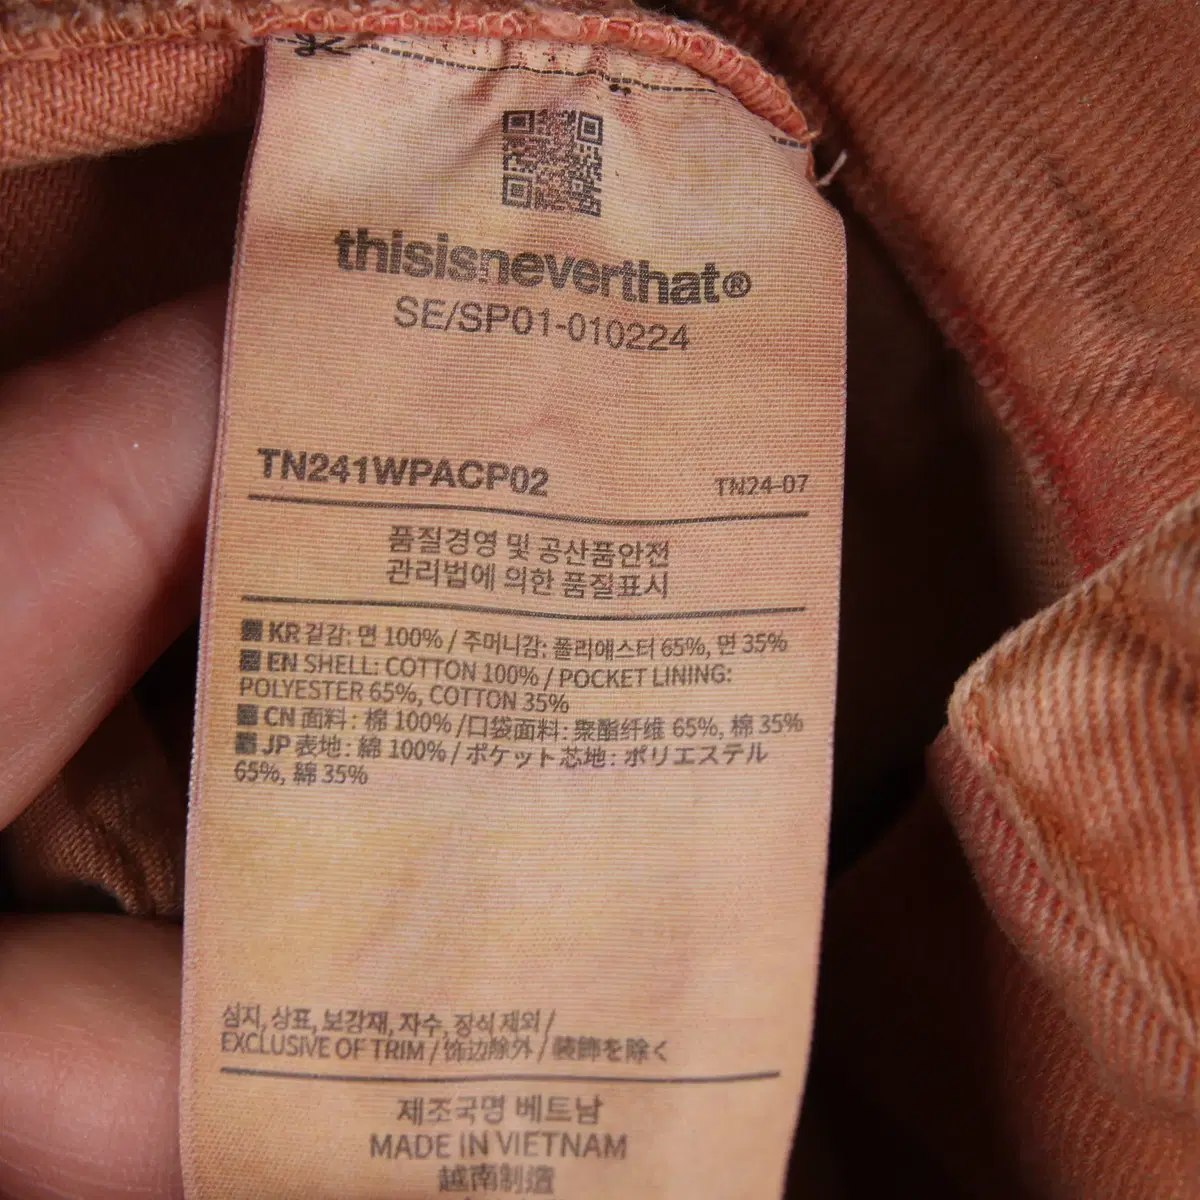 thisisneverthat®
SE/SP01-010224
TN241WPACP02 TN24-07
품질경영 및 공산품안전
관리법에 의한 품질표시
KR 겉감: 면 100% / 주머니감: 폴리에스터 65%, 면 35%
EN SHELL: COTTON 100% / POCKET LINING:
POLYESTER 65%, COTTON 35%
CN 面料: 棉 100% /口袋面料: 聚酯纤维 65%, 棉 35%
JP 表地: 綿 100% / ポケット芯地: ポリエステル
65%, 綿 35%
심지, 상표, 보강재, 자수, 장식 제외 /
EXCLUSIVE OF TRIM / 饰边除外 / 装飾を除く
제조국명 베트남
MADE IN VIETNAM
越南制造